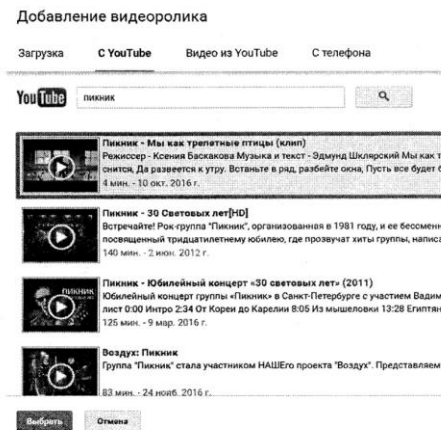 Добавление видеоролика
Загрузка С YouTube Видео из YouTube С телефона
YouTube пикник
Пикник - Мы как трепетные птицы (клип)
Режиссер - Ксения Баскакова Музыка и текст - Эдмунд Шклярский Мы как т
снится, Да развеется к утру. Встаньте в ряд, разбейте окна, Пусть все будет б
4 мин. - 10 окт. 2016 г.
Пикник - 30 Световых лет[HD]
Встречайте! Рок-группа "Пикник", организованная в 1981 году, и ее бессменн
посвященный тридцатилетнему юбилею, где прозвучат хиты группы, написа
140 мин. - 2 июн. 2012 г.
ПИКНИК
Пикник - Юбилейный концерт «30 световых лет» (2011)
Юбилейный концерт группы «Пикник» в Санкт-Петербурге с участием Вадим
лист 0:00 Интро 2:34 От Кореи до Карелии 8:05 Из мышеловки 13:28 Египтян
125 мин. - 9 мар. 2016 г.
Воздух: Пикник
Группа "Пикник" стала участником НАШЕго проекта "Воздух". Представляем
83 мин. - 24 нояб. 2016 г.
Выбрать Отмена